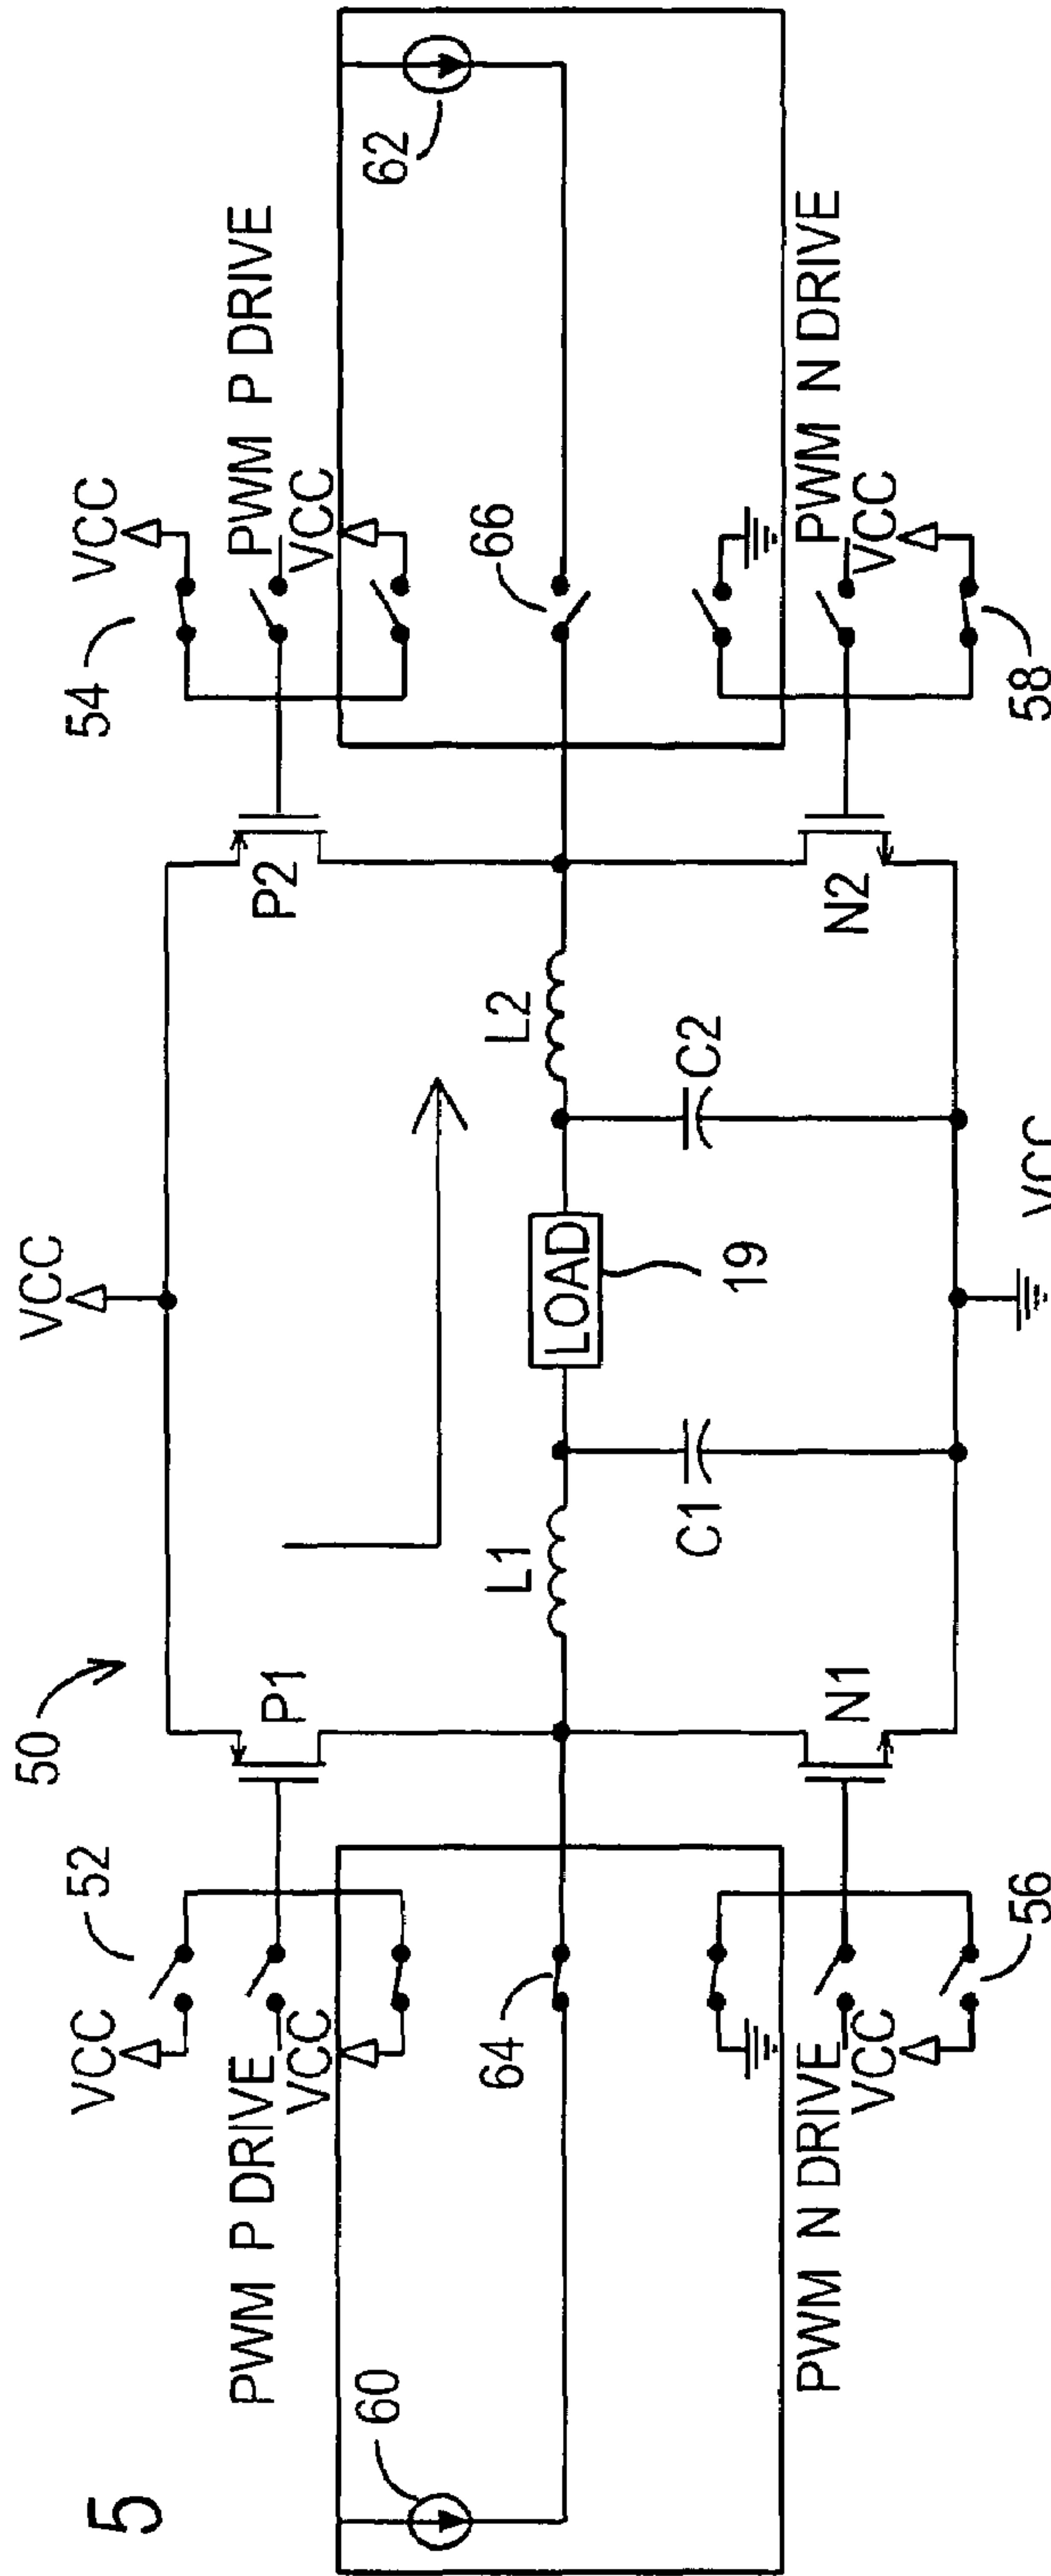 5
50
VCC
52
VCC
PWM P DRIVE
VCC
60
64
PWM N DRIVE
VCC
56
P1
N1
L1
C1
LOAD
19
L2
C2
VCC
P2
N2
54
VCC
PWM P DRIVE
VCC
62
66
PWM N DRIVE
VCC
58